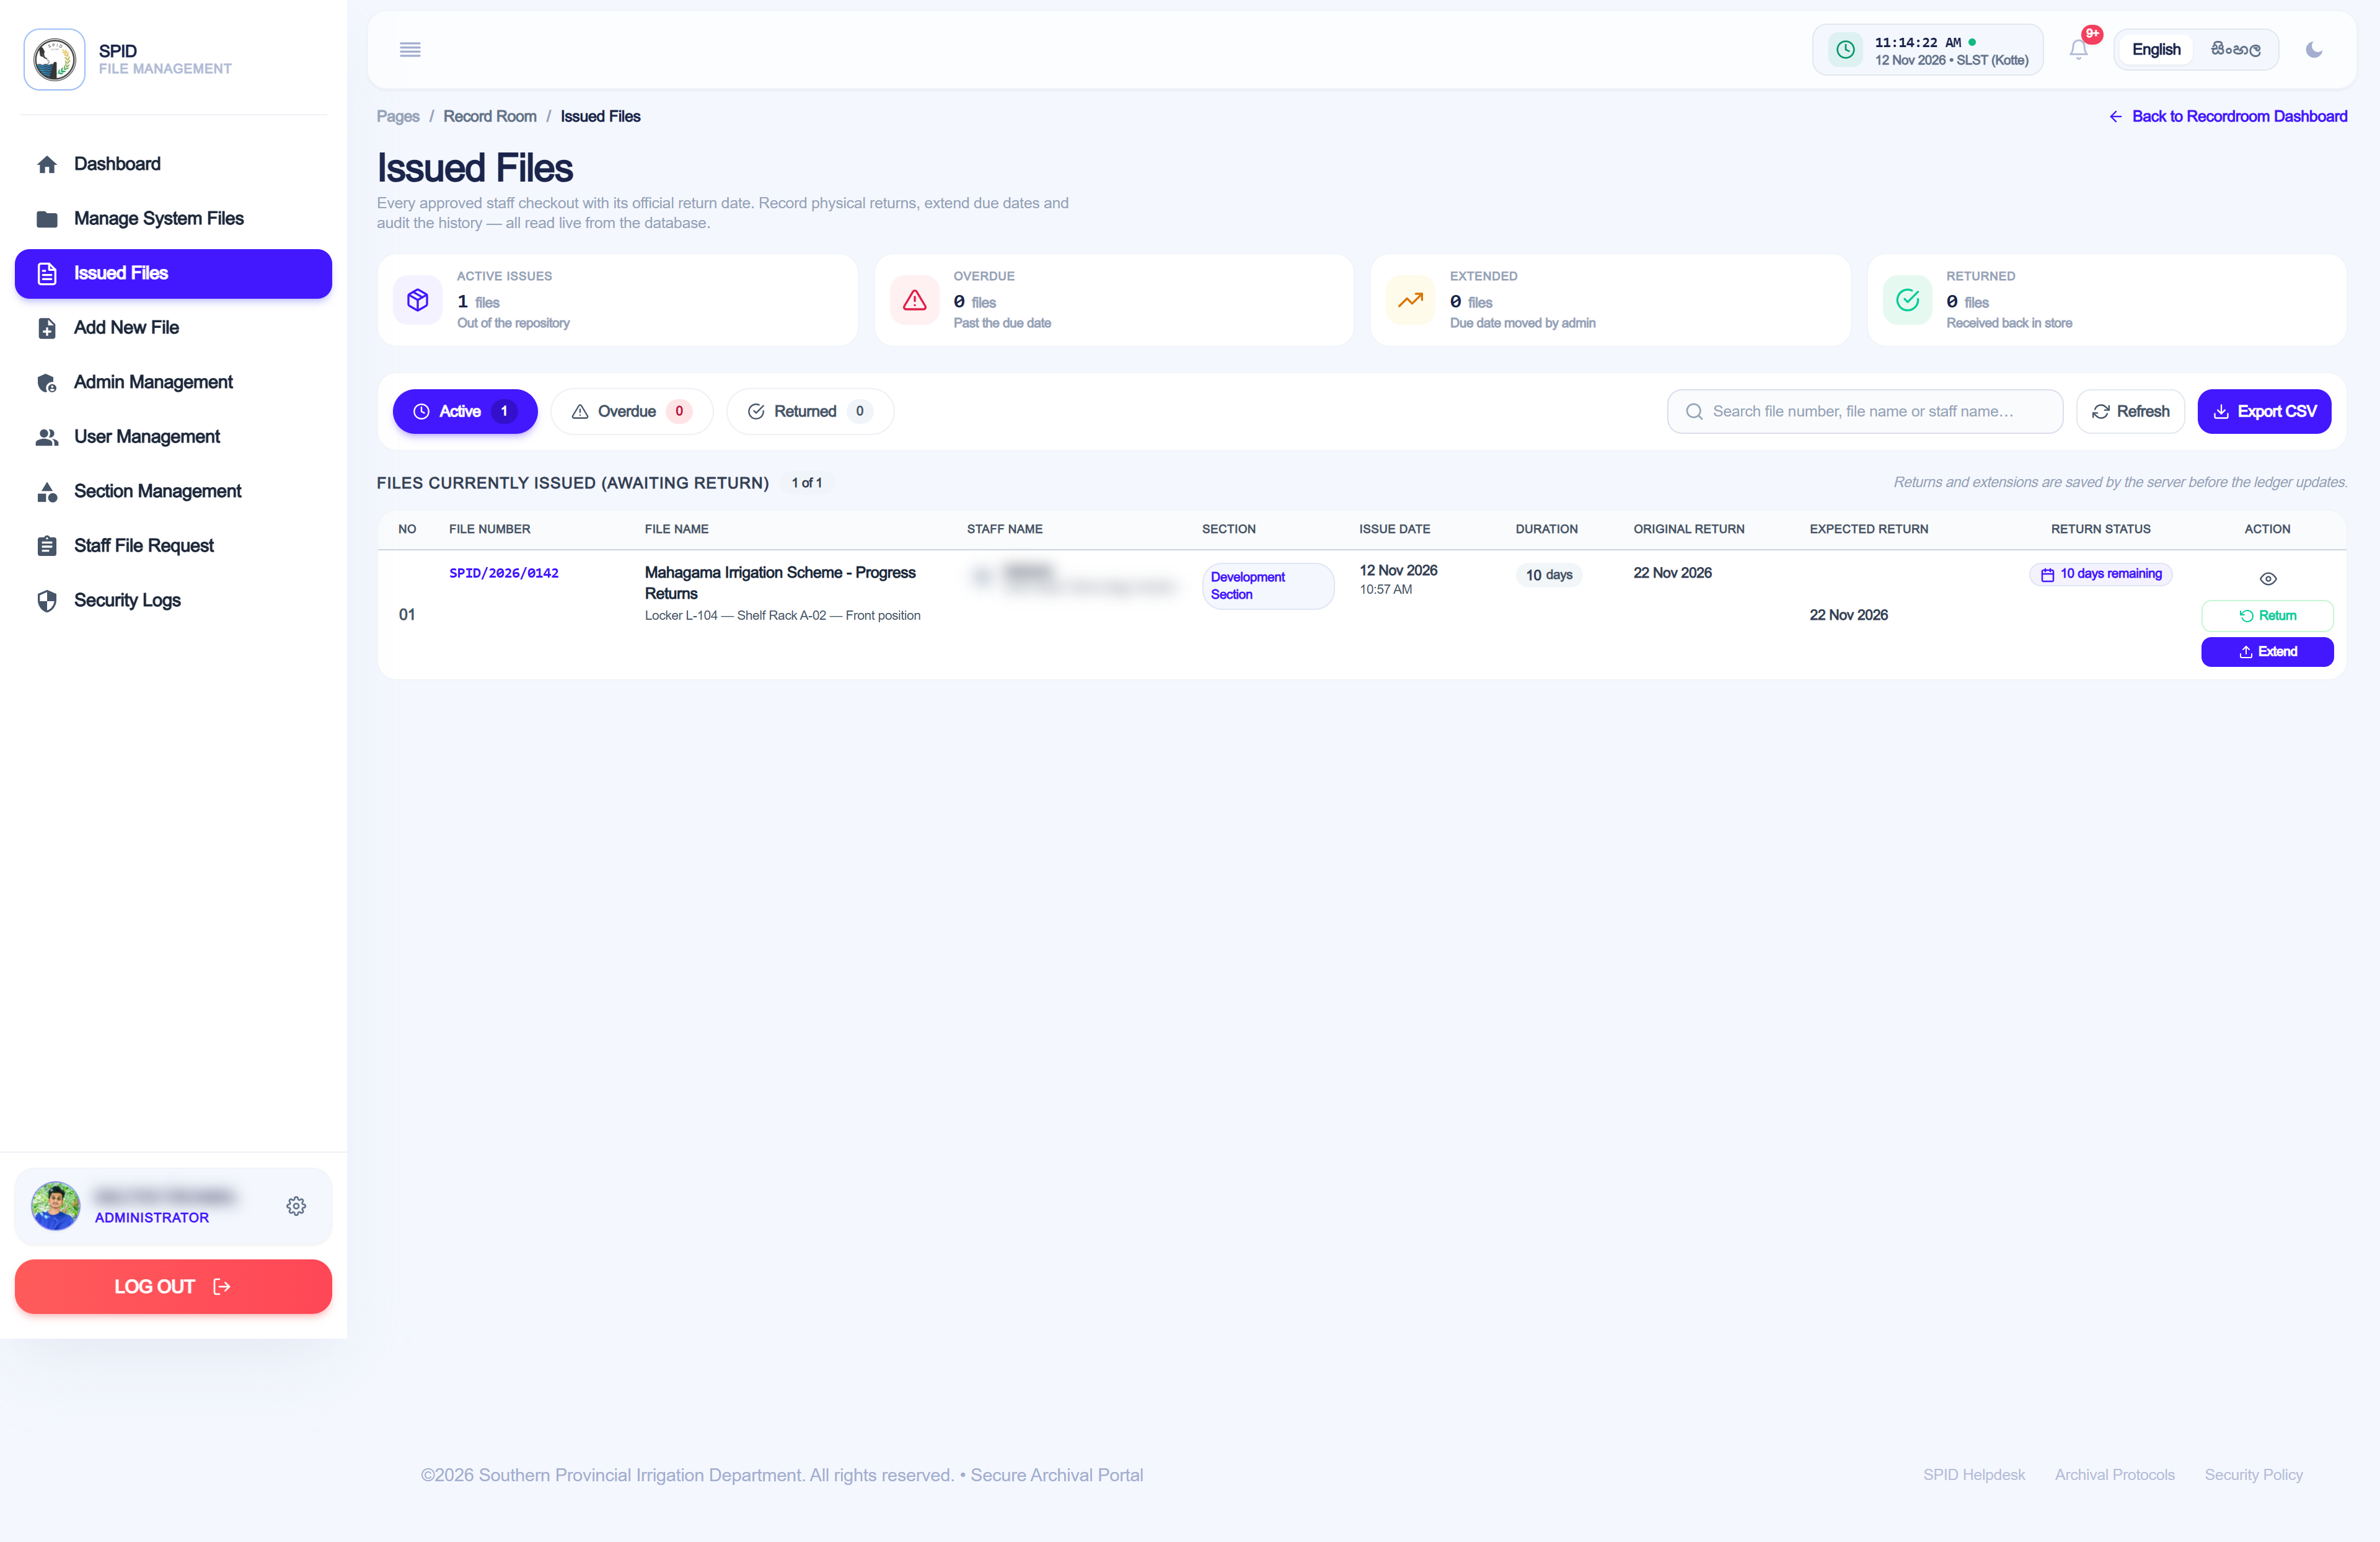 SPID
FILE MANAGEMENT
Dashboard
Manage System Files
Issued Files
Add New File
Admin Management
User Management
Section Management
Staff File Request
Security Logs
ADMINISTRATOR
LOG OUT
11:14:22 AM
12 Nov 2026 • SLST (Kotte)
9+
English
සිංහල
Pages / Record Room / Issued Files
Back to Recordroom Dashboard
Issued Files
Every approved staff checkout with its official return date. Record physical returns, extend due dates and
audit the history — all read live from the database.
ACTIVE ISSUES
1 files
Out of the repository
OVERDUE
0 files
Past the due date
EXTENDED
0 files
Due date moved by admin
RETURNED
0 files
Received back in store
Active 1
Overdue 0
Returned 0
Search file number, file name or staff name…
Refresh
Export CSV
FILES CURRENTLY ISSUED (AWAITING RETURN) 1 of 1
Returns and extensions are saved by the server before the ledger updates.
NO FILE NUMBER FILE NAME STAFF NAME SECTION ISSUE DATE DURATION ORIGINAL RETURN EXPECTED RETURN RETURN STATUS ACTION
01
SPID/2026/0142
Mahagama Irrigation Scheme - Progress
Returns
Locker L-104 — Shelf Rack A-02 — Front position
Development
Section
12 Nov 2026
10:57 AM
10 days
22 Nov 2026
22 Nov 2026
10 days remaining
Return
Extend
©2026 Southern Provincial Irrigation Department. All rights reserved. • Secure Archival Portal
SPID Helpdesk
Archival Protocols
Security Policy